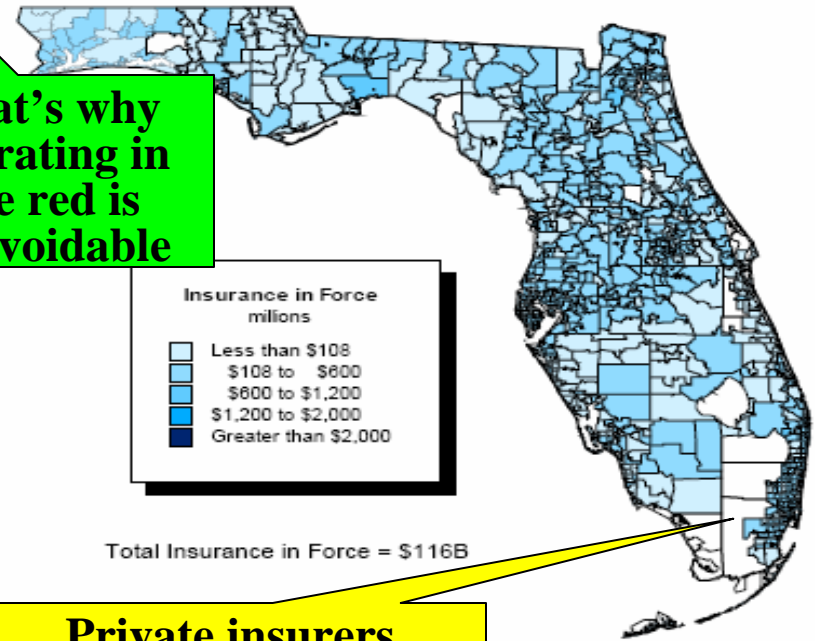 at's why
rating in
e red is
voidable
Insurance in Force
milions
Less than $108
$108 to $600
$600 to $1,200
$1,200 to $2,000
Greater than $2,000
Total Insurance in Force = $116B
Private insurers